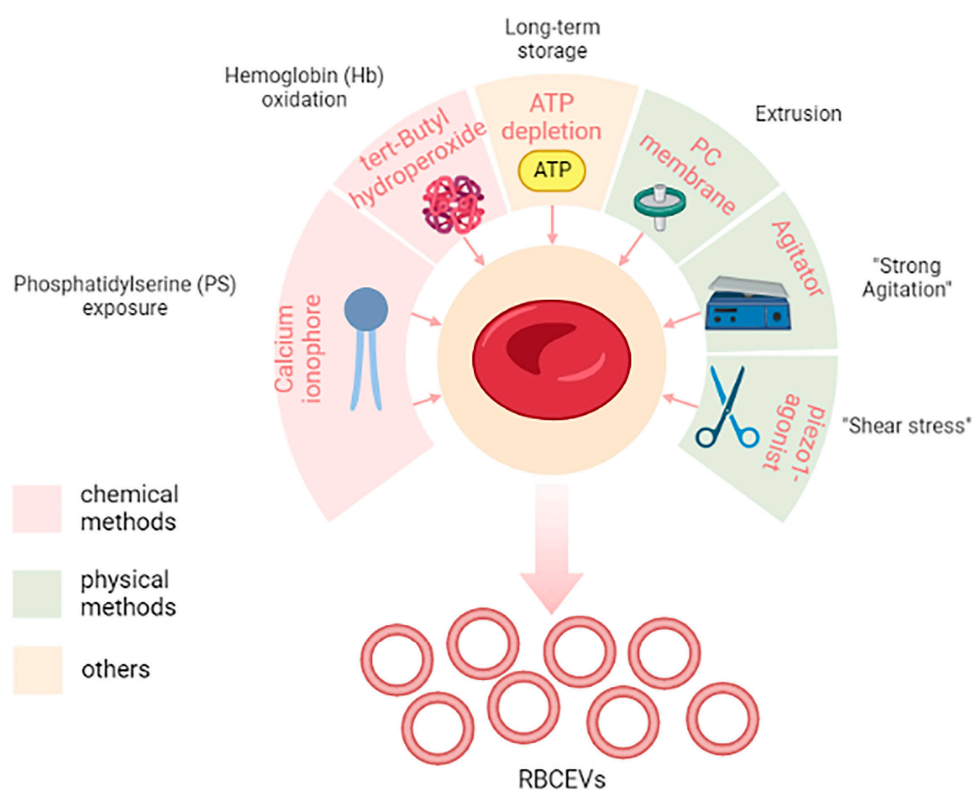 Long-term
storage
Hemoglobin (Hb)
oxidation
Extrusion
ATP
depletion
ATP
tert-Butyl
hydroperoxide
PC
membrane
Agitator
"Strong
Agitation"
Phosphatidylserine (PS)
exposure
Calcium
ionophore
piezo1-
agonist
"Shear stress"
chemical
methods
physical
methods
others
RBCEVs